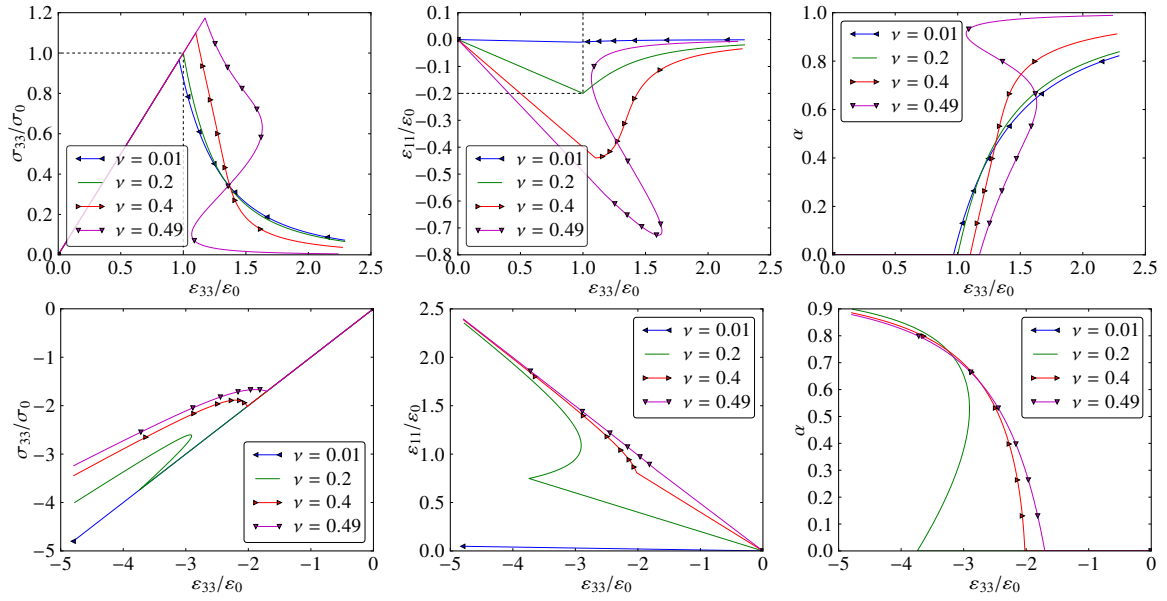 1.2
1.0
0.8
0.6
0.4
0.2
0.0
σ33/σ0
ν = 0.01
ν = 0.2
ν = 0.4
ν = 0.49
0.0 0.5 1.0 1.5 2.0 2.5
ε33/ε0
0.1
0.0
−0.1
−0.2
−0.3
−0.4
−0.5
−0.6
−0.7
−0.8
ε11/ε0
ν = 0.01
ν = 0.2
ν = 0.4
ν = 0.49
0.0 0.5 1.0 1.5 2.0 2.5
ε33/ε0
1.0
0.8
0.6
0.4
0.2
0.0
α
ν = 0.01
ν = 0.2
ν = 0.4
ν = 0.49
0.0 0.5 1.0 1.5 2.0 2.5
ε33/ε0
0
−1
−2
−3
−4
−5
σ33/σ0
ν = 0.01
ν = 0.2
ν = 0.4
ν = 0.49
−5 −4 −3 −2 −1 0
ε33/ε0
2.5
2.0
1.5
1.0
0.5
0.0
ε11/ε0
ν = 0.01
ν = 0.2
ν = 0.4
ν = 0.49
−5 −4 −3 −2 −1 0
ε33/ε0
0.9
0.8
0.7
0.6
0.5
0.4
0.3
0.2
0.1
0.0
α
ν = 0.01
ν = 0.2
ν = 0.4
ν = 0.49
−5 −4 −3 −2 −1 0
ε33/ε0